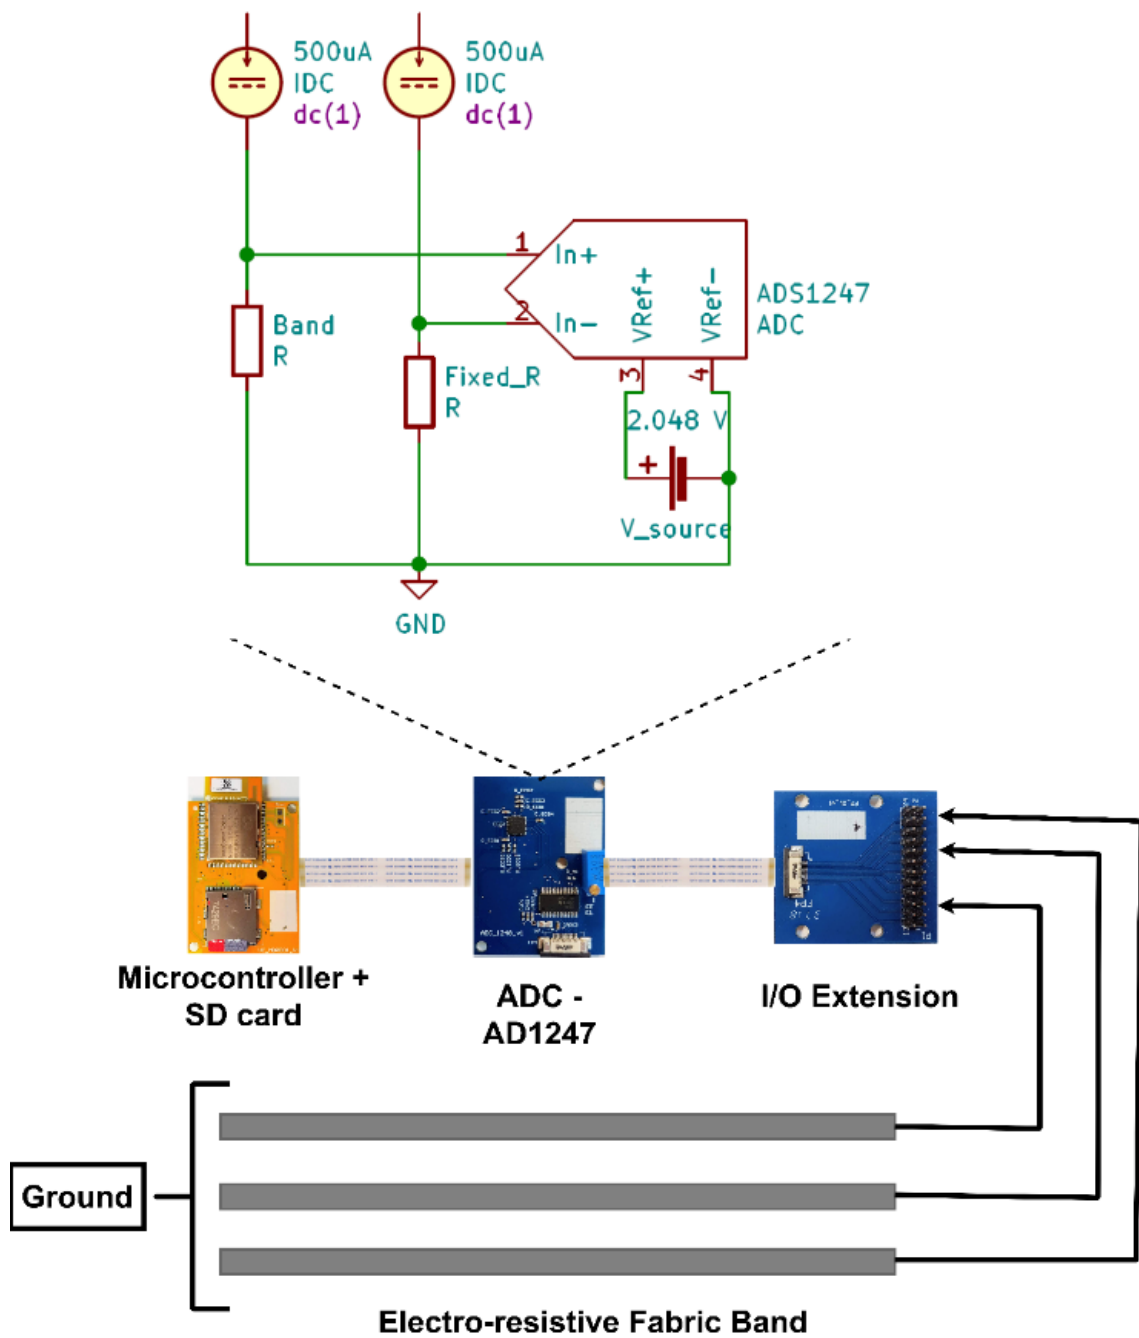 500uA
IDC
dc(1)
500uA
IDC
dc(1)
1
In+
2
In-
VRef+
VRef-
ADS1247
ADC
Band
R
Fixed_R
R
3
4
2.048 V
+
V_source
GND
Microcontroller +
SD card
ADC -
AD1247
I/O Extension
Ground
Electro-resistive Fabric Band